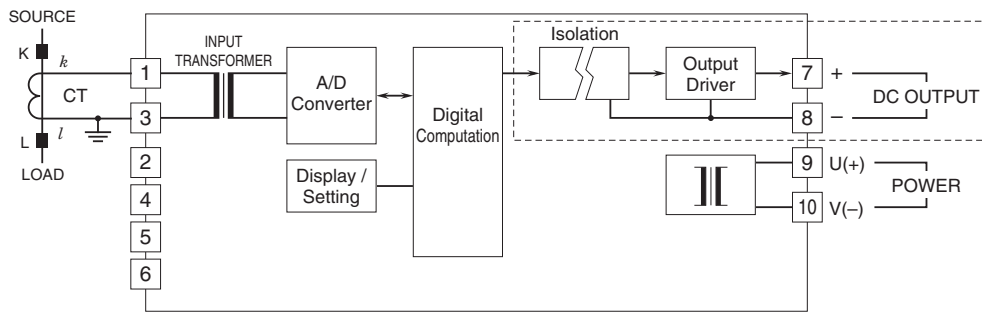 SOURCE
K
k
CT
L
l
LOAD
1
3
2
4
5
6
INPUT
TRANSFORMER
A/D
Converter
Display /
Setting
Digital
Computation
Isolation
Output
Driver
7
+
8
–
DC OUTPUT
9
U(+)
10
V(–)
POWER